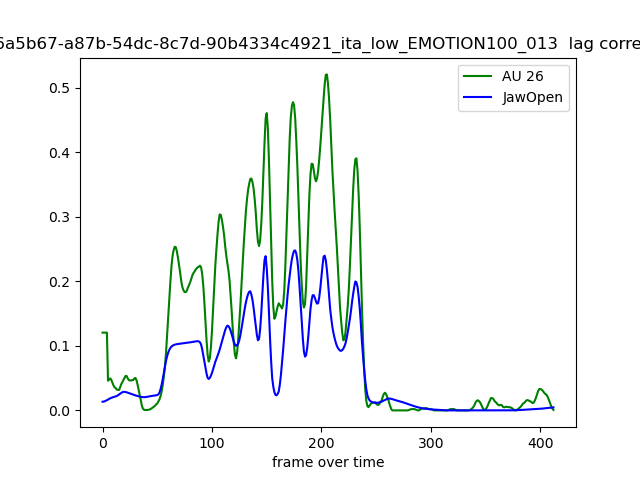 6a5b67-a87b-54dc-8c7d-90b4334c4921_ita_low_EMOTION100_013 lag corre
AU 26
JawOpen
0.5
0.4
0.3
0.2
0.1
0.0
0 100 200 300 400
frame over time